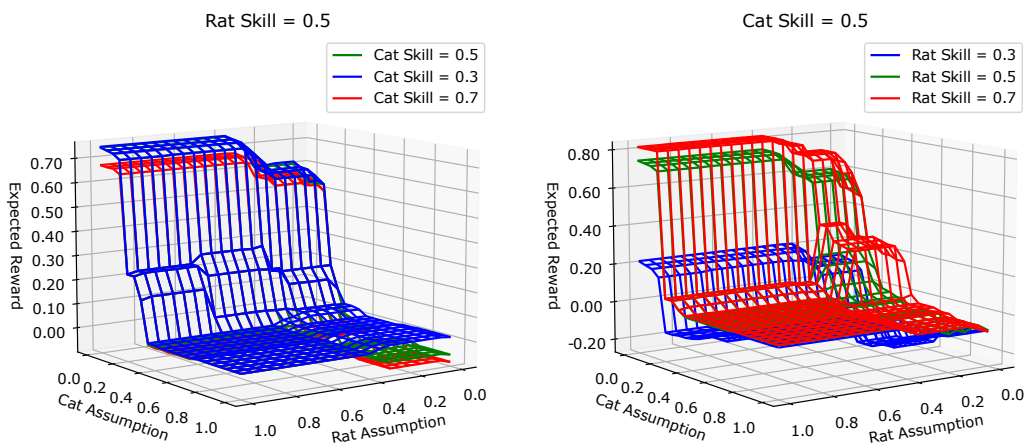 Rat Skill = 0.5
Cat Skill = 0.5
Cat Skill = 0.3
Cat Skill = 0.7
Expected Reward
0.70
0.60
0.50
0.40
0.30
0.20
0.10
0.00
0.0
0.2
0.4
0.6
0.8
1.0
Cat Assumption
1.0
0.8
0.6
0.4
0.2
0.0
Rat Assumption
Cat Skill = 0.5
Rat Skill = 0.3
Rat Skill = 0.5
Rat Skill = 0.7
Expected Reward
0.80
0.60
0.40
0.20
0.00
-0.20
0.0
0.2
0.4
0.6
0.8
1.0
Cat Assumption
1.0
0.8
0.6
0.4
0.2
0.0
Rat Assumption